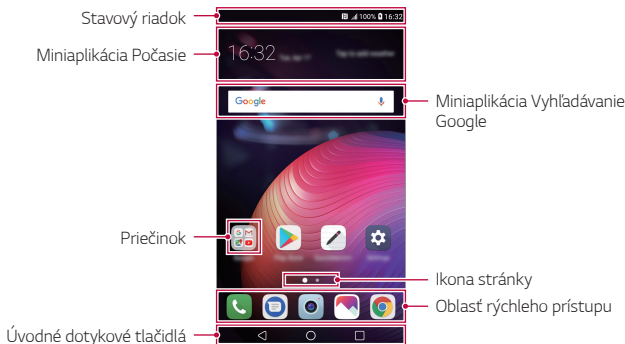 Stavový riadok
100% 16:32
Miniaplikácia Počasie
16:32
Google
Miniaplikácia Vyhľadávanie
Google
Priečinok
Ikona stránky
Oblasť rýchleho prístupu
Úvodné dotykové tlačidlá